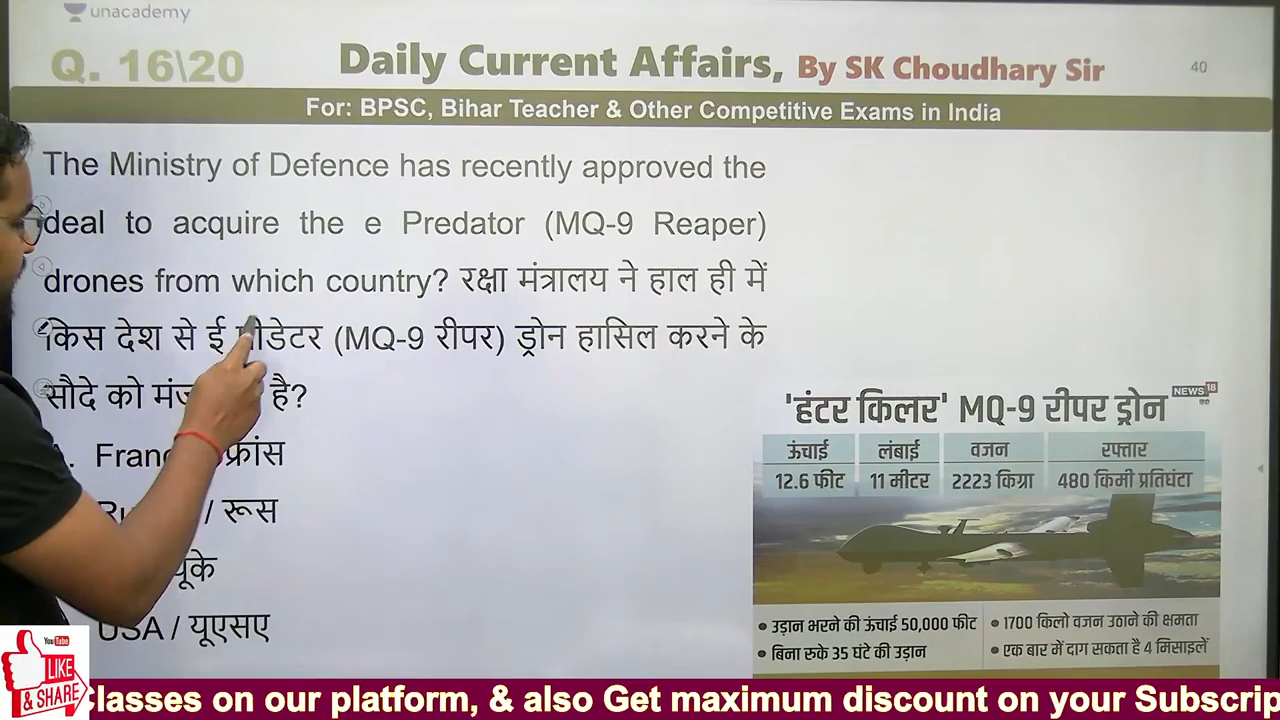 unacademy
Q. 16\20
Daily Current Affairs, By SK Choudhary Sir
40
For: BPSC, Bihar Teacher & Other Competitive Exams in India
The Ministry of Defence has recently approved the
deal to acquire the e Predator (MQ-9 Reaper)
drones from which country? रक्षा मंत्रालय ने हाल ही में
किस देश से ई (MQ-9 रीपर) ड्रोन हासिल करने के
सौदे को है?
फ्रांस
/ रूस
यूके
USA / यूएसए
'हंटर किलर' MQ-9 रीपर ड्रोन
NEWS 18
ऊंचाई लंबाई वजन रफ्तार
12.6 फीट 11 मीटर 2223 किग्रा 480 किमी प्रतिघंटा
• उड़ान भरने की ऊंचाई 50,000 फीट
• बिना रुके 35 घंटे की उड़ान
• 1700 किलो वजन उठाने की क्षमता
• एक बार में दाग सकता है 4 मिसाइलें
YouTube
LIKE
& SHARE
Classes on our platform, & also Get maximum discount on your